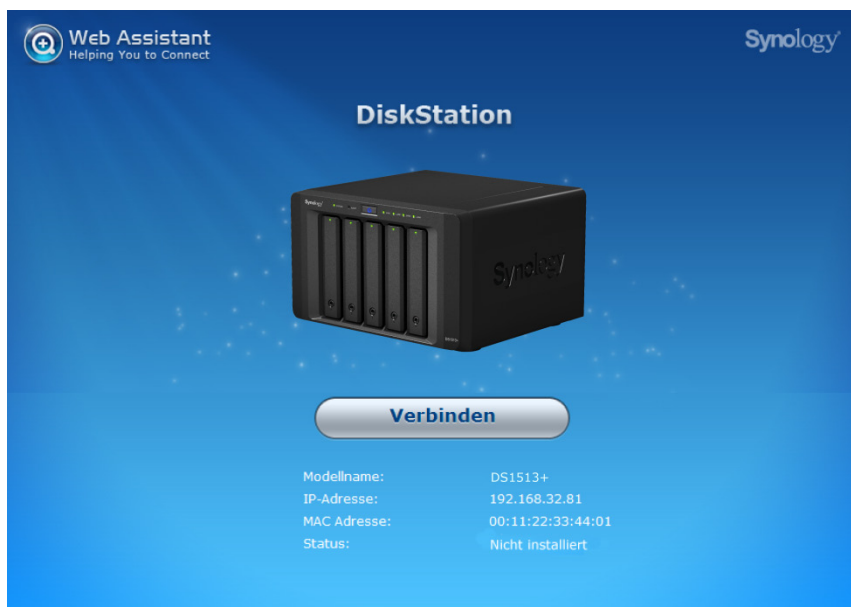 Web Assistant
Helping You to Connect
Synology
DiskStation
Synology
Synology
Verbinden
Modellname: DS1513+
IP-Adresse: 192.168.32.81
MAC Adresse: 00:11:22:33:44:01
Status: Nicht installiert